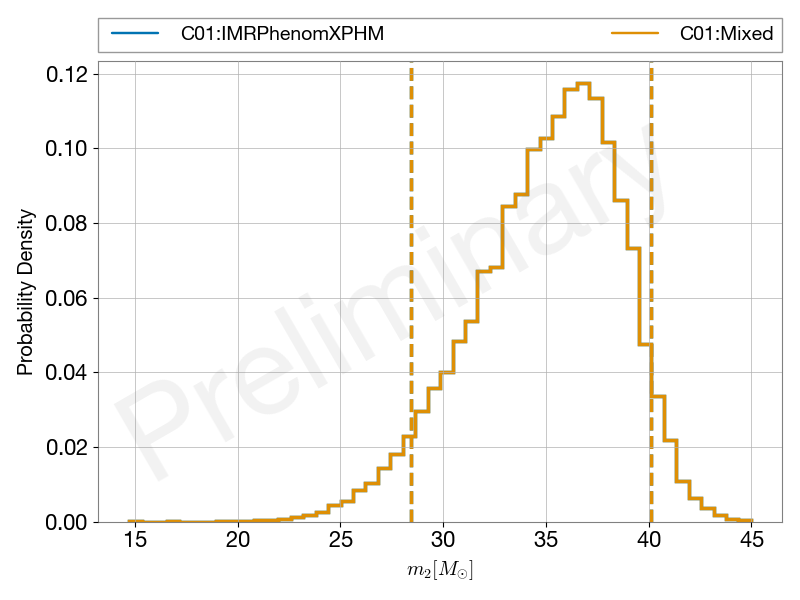 C01:IMRPhenomXPHM C01:Mixed
0.12
0.10
0.08
0.06
0.04
0.02
0.00
Probability Density
Preliminary
15 20 25 30 35 40 45
m₂[M☉]